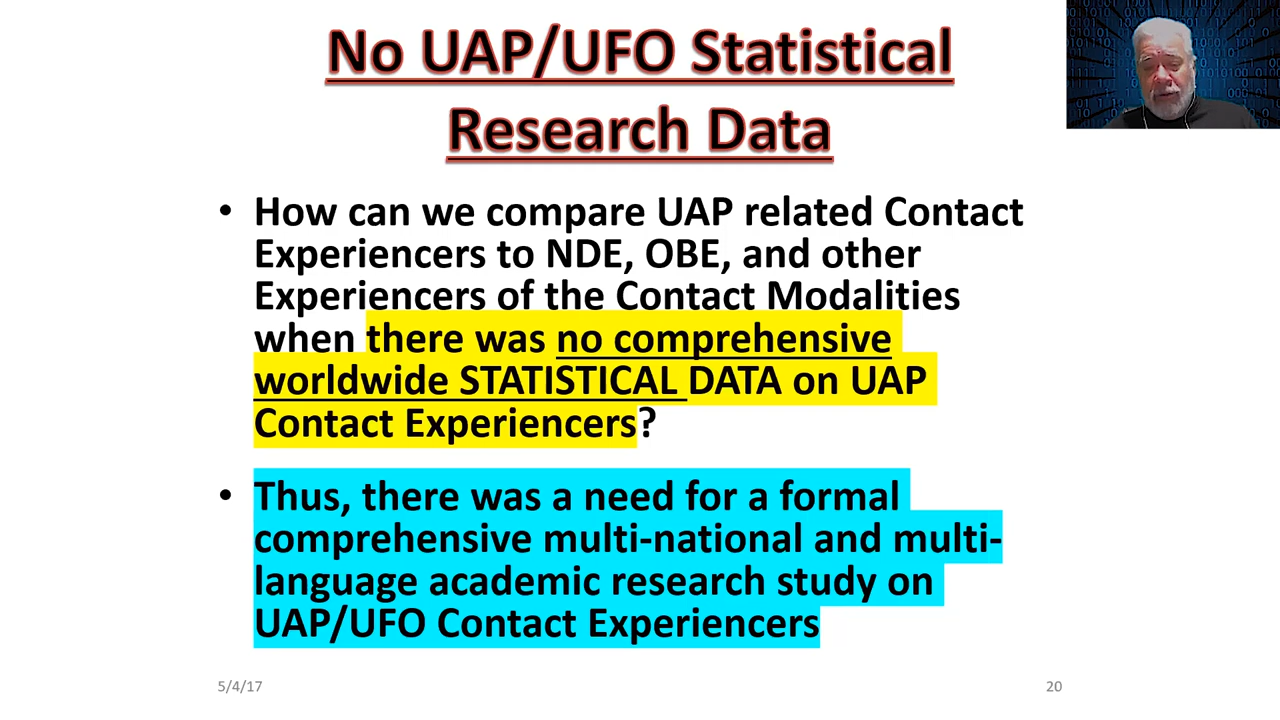 No UAP/UFO Statistical
Research Data
• How can we compare UAP related Contact
Experiencers to NDE, OBE, and other
Experiencers of the Contact Modalities
when there was no comprehensive
worldwide STATISTICAL DATA on UAP
Contact Experiencers?
• Thus, there was a need for a formal
comprehensive multi-national and multi-
language academic research study on
UAP/UFO Contact Experiencers
5/4/17
20